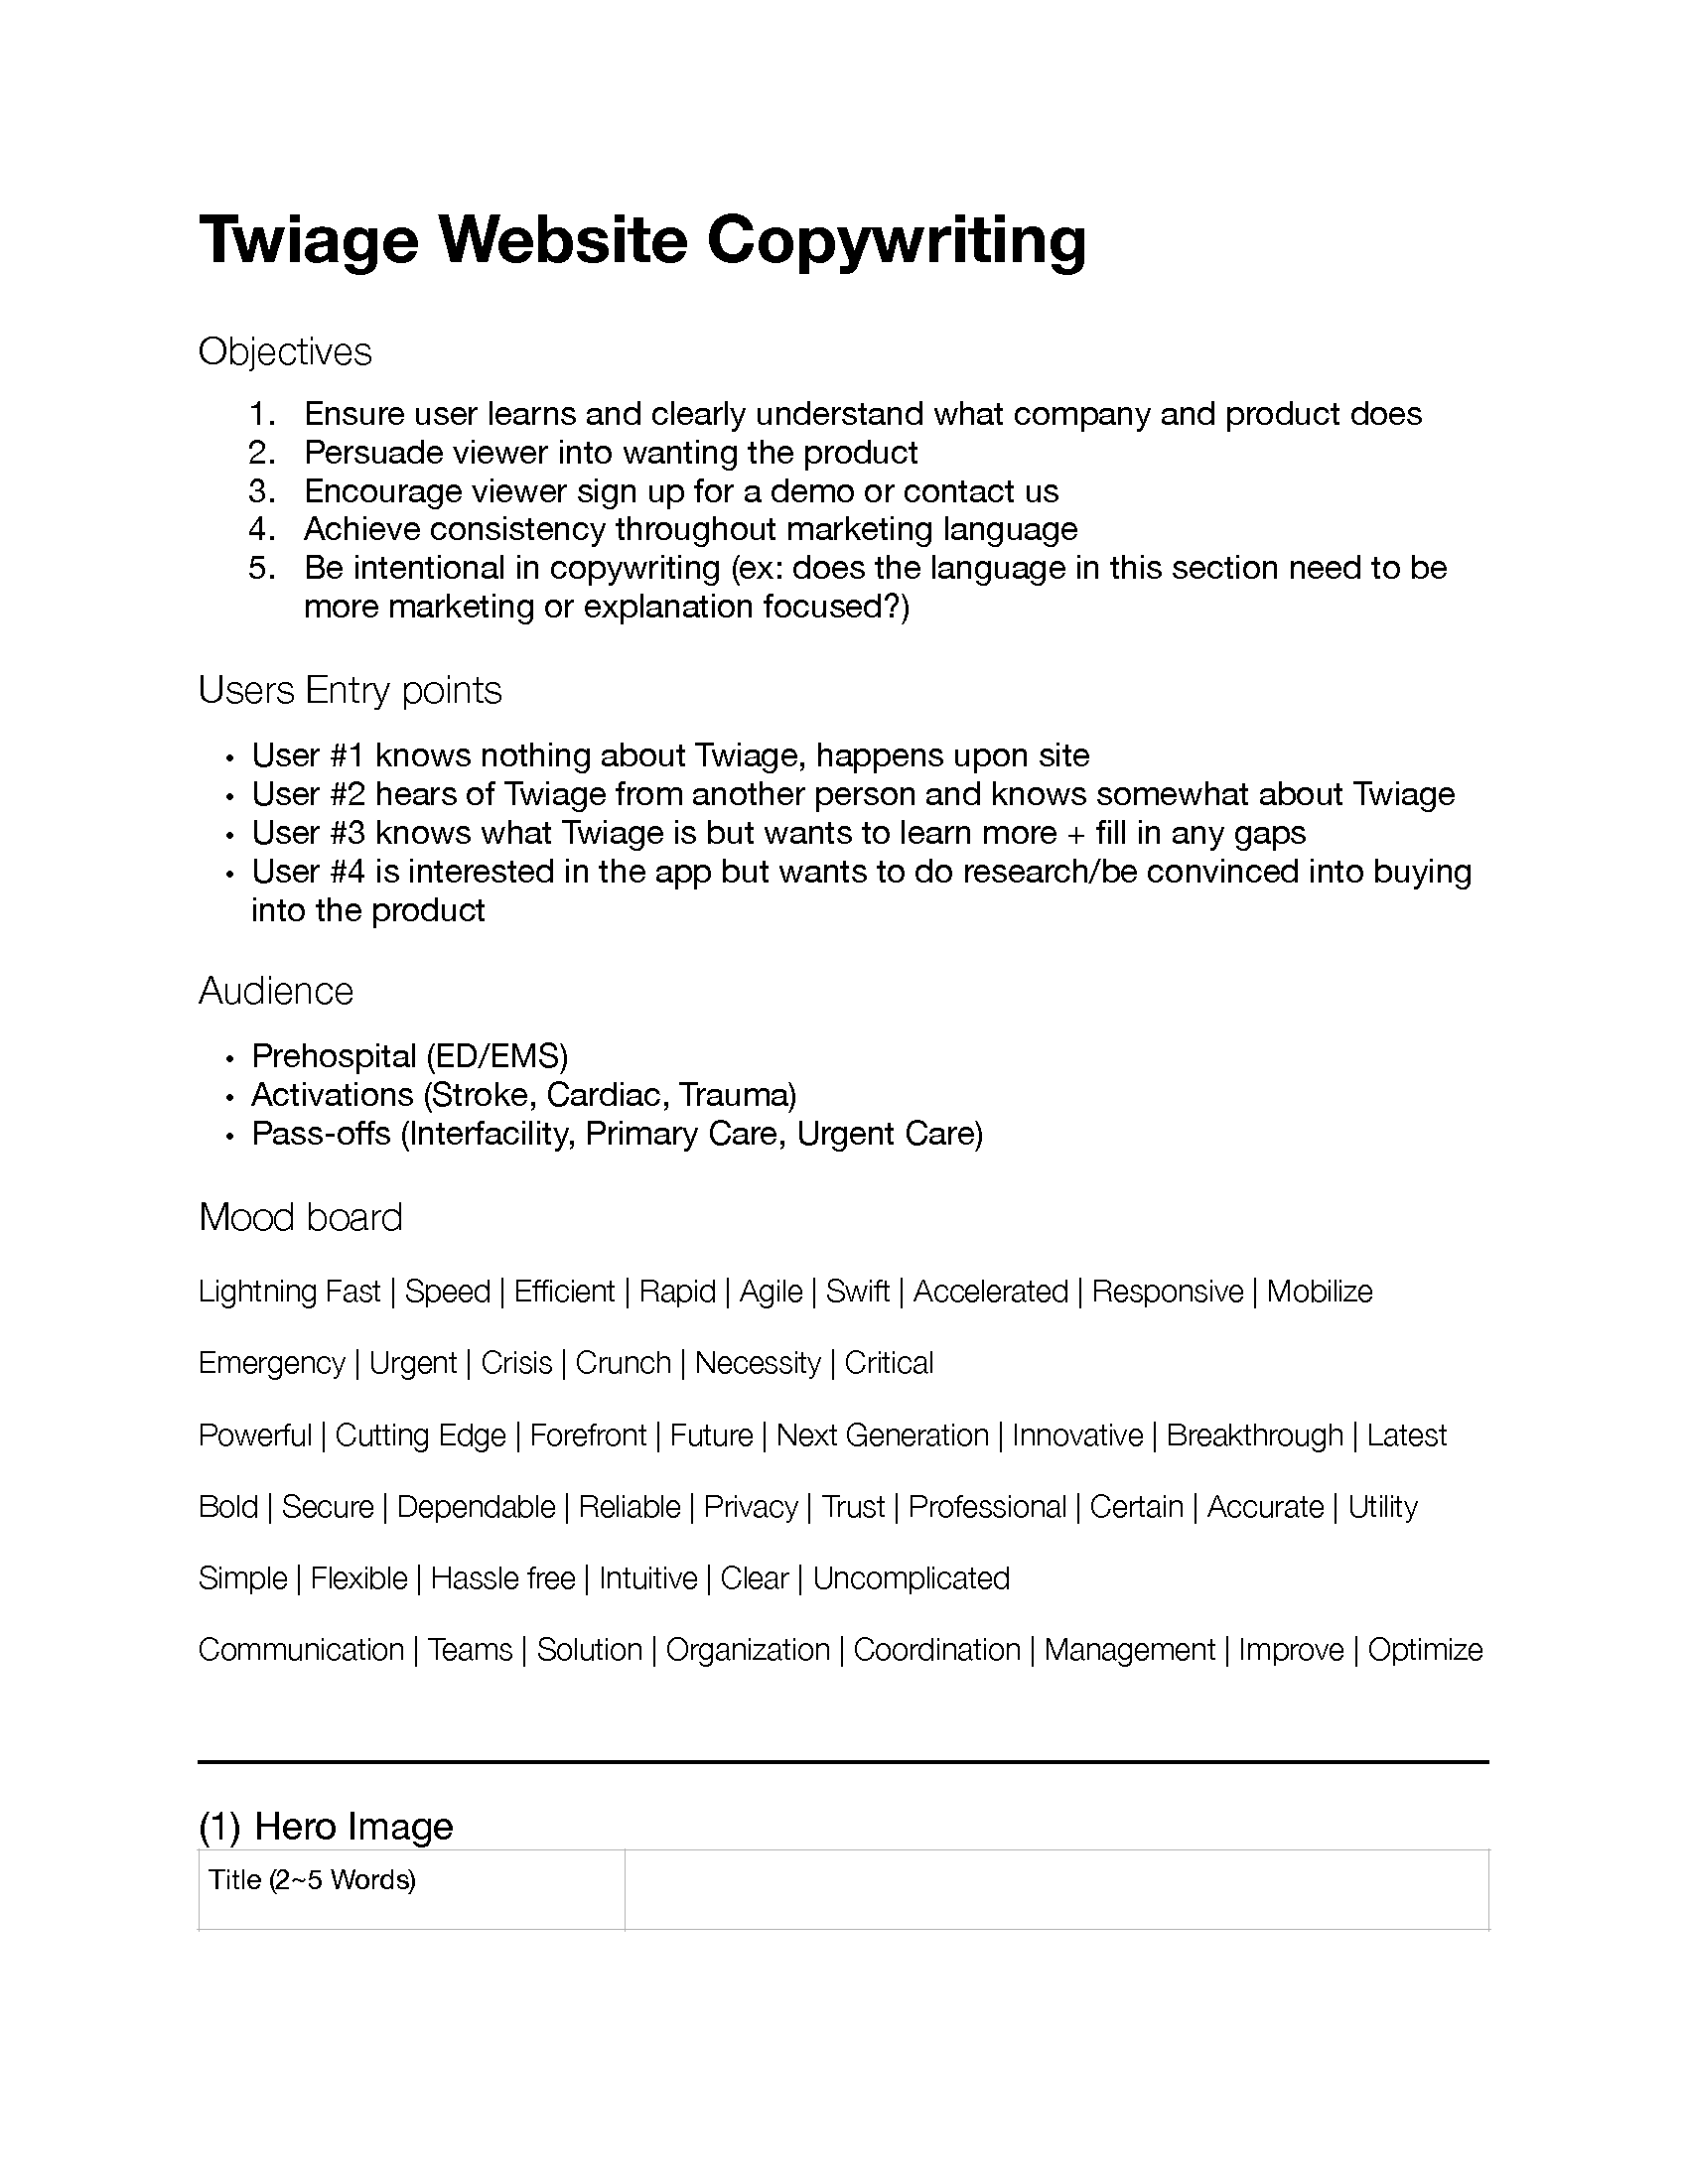 Twiage Website Copywriting
Objectives
1. Ensure user learns and clearly understand what company and product does
2. Persuade viewer into wanting the product
3. Encourage viewer sign up for a demo or contact us
4. Achieve consistency throughout marketing language
5. Be intentional in copywriting (ex: does the language in this section need to be
more marketing or explanation focused?)
Users Entry points
• User #1 knows nothing about Twiage, happens upon site
• User #2 hears of Twiage from another person and knows somewhat about Twiage
• User #3 knows what Twiage is but wants to learn more + fill in any gaps
• User #4 is interested in the app but wants to do research/be convinced into buying
into the product
Audience
• Prehospital (ED/EMS)
• Activations (Stroke, Cardiac, Trauma)
• Pass-offs (Interfacility, Primary Care, Urgent Care)
Mood board
Lightning Fast | Speed | Efficient | Rapid | Agile | Swift | Accelerated | Responsive | Mobilize
Emergency | Urgent | Crisis | Crunch | Necessity | Critical
Powerful | Cutting Edge | Forefront | Future | Next Generation | Innovative | Breakthrough | Latest
Bold | Secure | Dependable | Reliable | Privacy | Trust | Professional | Certain | Accurate | Utility
Simple | Flexible | Hassle free | Intuitive | Clear | Uncomplicated
Communication | Teams | Solution | Organization | Coordination | Management | Improve | Optimize
(1) Hero Image
Title (2~5 Words)